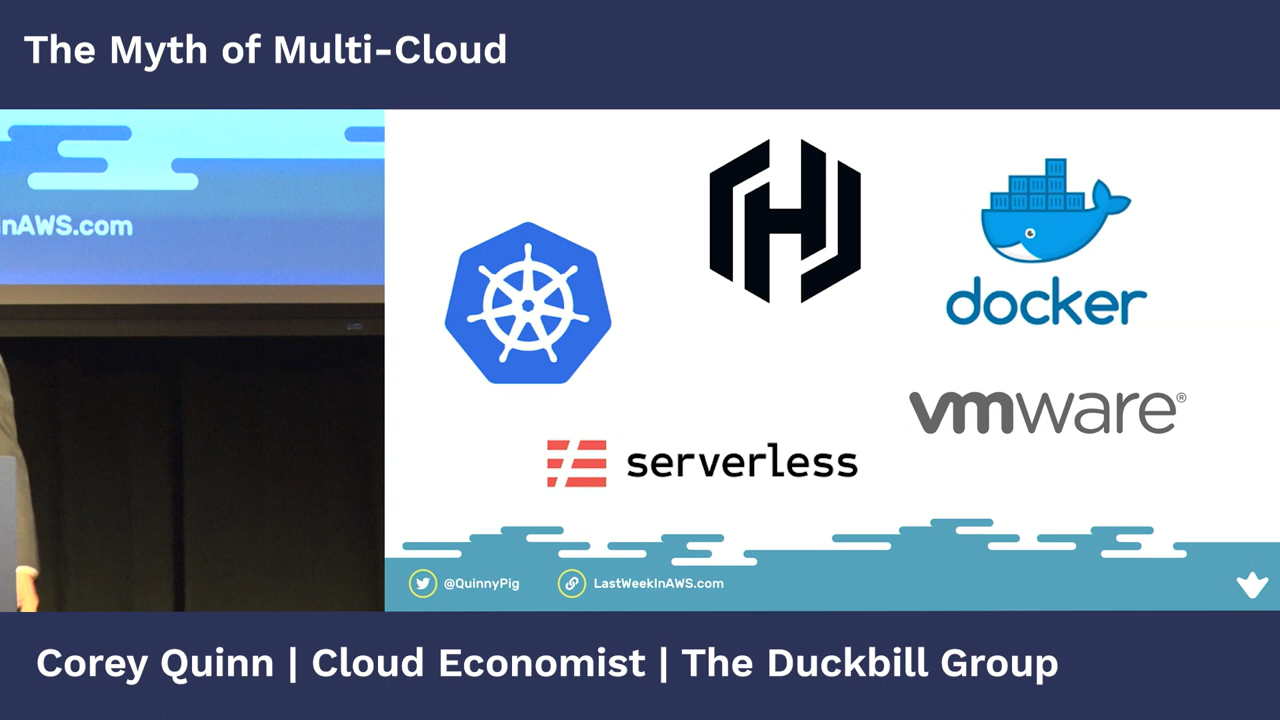 The Myth of Multi-Cloud
nAWS.com
docker
vmware®
serverless
@QuinnyPig
LastWeekInAWS.com
Corey Quinn | Cloud Economist | The Duckbill Group